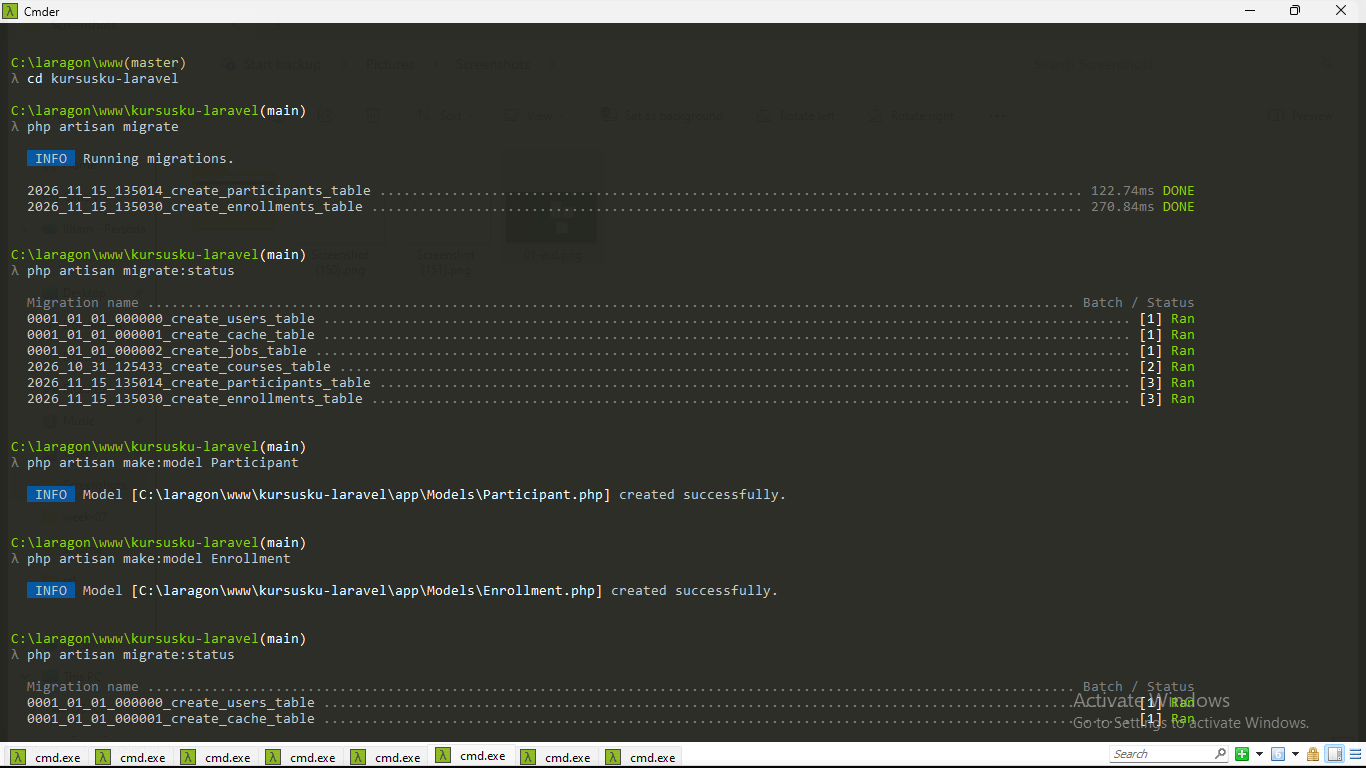 Cmder
C:\laragon\www(master)
λ cd kursusku-laravel
C:\laragon\www\kursusku-laravel(main)
λ php artisan migrate
INFO Running migrations.
2026_11_15_135014_create_participants_table ........................................................................................ 122.74ms DONE
2026_11_15_135030_create_enrollments_table ......................................................................................... 270.84ms DONE
C:\laragon\www\kursusku-laravel(main)
λ php artisan migrate:status
Migration name .................................................................................................................... Batch / Status
0001_01_01_000000_create_users_table ..................................................................................................... [1] Ran
0001_01_01_000001_create_cache_table ..................................................................................................... [1] Ran
0001_01_01_000002_create_jobs_table ...................................................................................................... [1] Ran
2026_10_31_125433_create_courses_table ................................................................................................... [2] Ran
2026_11_15_135014_create_participants_table .............................................................................................. [3] Ran
2026_11_15_135030_create_enrollments_table ............................................................................................... [3] Ran
C:\laragon\www\kursusku-laravel(main)
λ php artisan make:model Participant
INFO Model [C:\laragon\www\kursusku-laravel\app\Models\Participant.php] created successfully.
C:\laragon\www\kursusku-laravel(main)
λ php artisan make:model Enrollment
INFO Model [C:\laragon\www\kursusku-laravel\app\Models\Enrollment.php] created successfully.
C:\laragon\www\kursusku-laravel(main)
λ php artisan migrate:status
Migration name .................................................................................................................... Batch / Status
0001_01_01_000000_create_users_table ..................................................................................................... [1] Ran
0001_01_01_000001_create_cache_table ..................................................................................................... [1] Ran
Activate Windows
Go to Settings to activate Windows.
cmd.exe cmd.exe cmd.exe cmd.exe cmd.exe cmd.exe cmd.exe cmd.exe Search